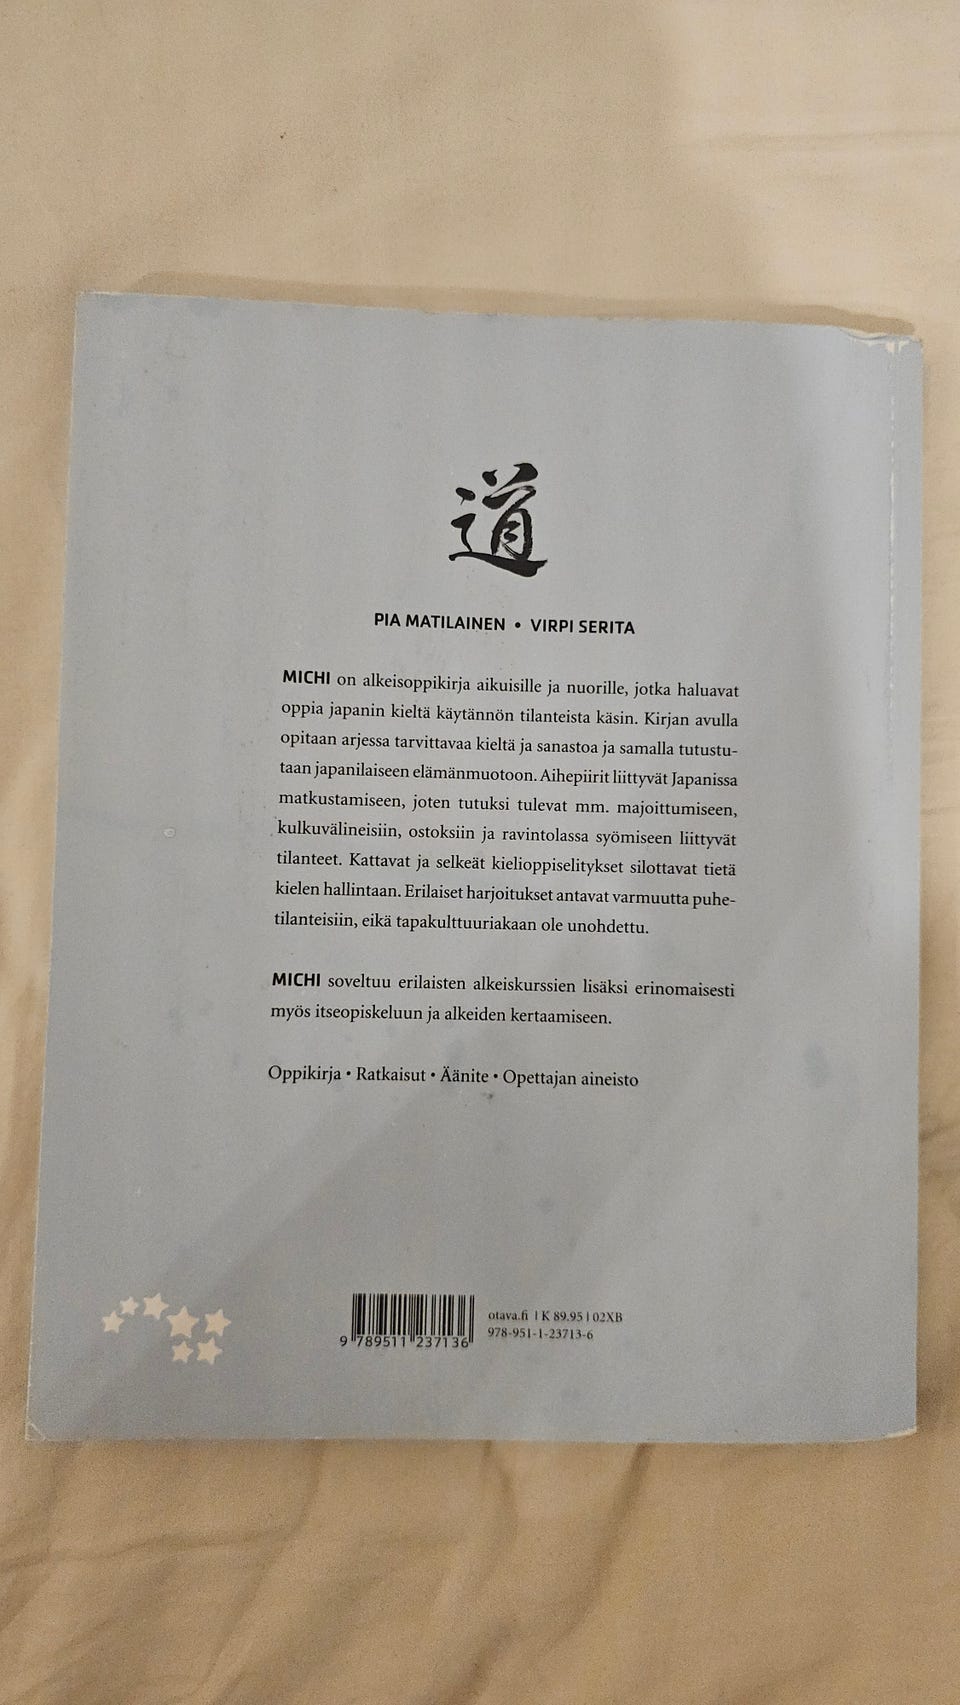 道
PIA MATILAINEN • VIRPI SERITA
MICHI on alkeisoppikirja aikuisille ja nuorille, jotka haluavat
oppia japanin kieltä käytännön tilanteista käsin. Kirjan avulla
opitaan arjessa tarvittavaa kieltä ja sanastoa ja samalla tutustu-
taan japanilaiseen elämänmuotoon. Aihepiirit liittyvät Japanissa
matkustamiseen, joten tutuksi tulevat mm. majoittumiseen,
kulkuvälineisiin, ostoksiin ja ravintolassa syömiseen liittyvät
tilanteet. Kattavat ja selkeät kielioppiselitykset silottavat tietä
kielen hallintaan. Erilaiset harjoitukset antavat varmuutta puhe-
tilanteisiin, eikä tapakulttuuriakaan ole unohdettu.
MICHI soveltuu erilaisten alkeiskurssien lisäksi erinomaisesti
myös itseopiskeluun ja alkeiden kertaamiseen.
Oppikirja • Ratkaisut • Äänite • Opettajan aineisto
otava.fi | K 89.95 | 02XB
978-951-1-23713-6
9 789511 237136